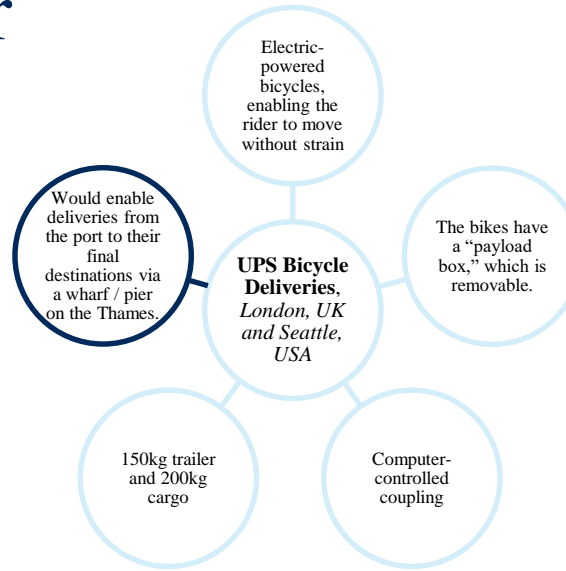 r
Electric-
powered
bicycles,
enabling the
rider to move
without strain
Would enable
deliveries from
the port to their
final
destinations via
a wharf / pier
on the Thames.
The bikes have
a “payload
box,” which is
removable.
UPS Bicycle
Deliveries,
London, UK
and Seattle,
USA
150kg trailer
and 200kg
cargo
Computer-
controlled
coupling